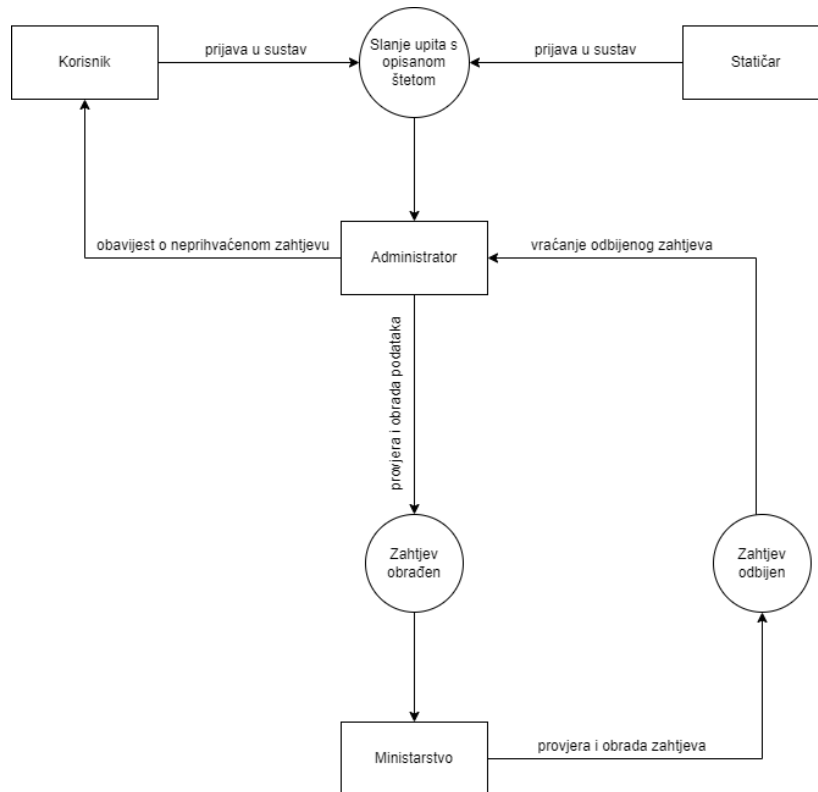 Korisnik
prijava u sustav
Slanje upita s
opisanom
štetom
prijava u sustav
Statičar
obavijest o neprihvaćenom zahtjevu
Administrator
vraćanje odbijenog zahtjeva
provjera i obrada podataka
Zahtjev
obrađen
Zahtjev
odbijen
Ministarstvo
provjera i obrada zahtjeva